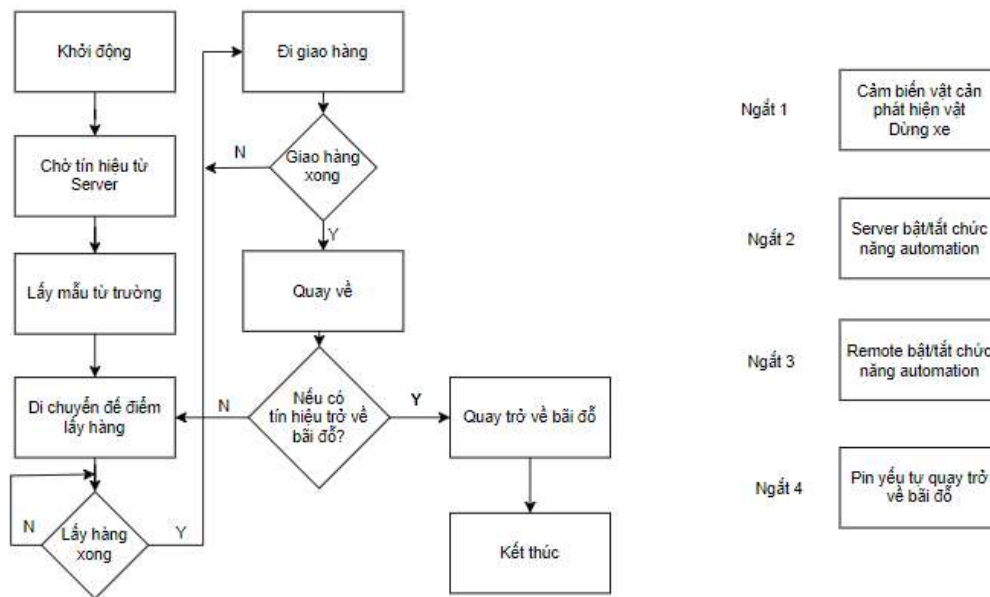 Khởi động
Chờ tín hiệu từ
Server
Lấy mẫu từ trường
Di chuyển để điểm
lấy hàng
N
Lấy hàng
xong
Y
Đi giao hàng
N
Giao hàng
xong
Y
Quay về
N
Nếu có
tín hiệu trở về
bãi đỗ?
Y
Quay trở về bãi đỗ
Kết thúc
Ngắt 1
Cảm biến vật cản
phát hiện vật
Dừng xe
Ngắt 2
Server bật/tắt chức
năng automation
Ngắt 3
Remote bật/tắt chức
năng automation
Ngắt 4
Pin yếu tự quay trở
về bãi đỗ